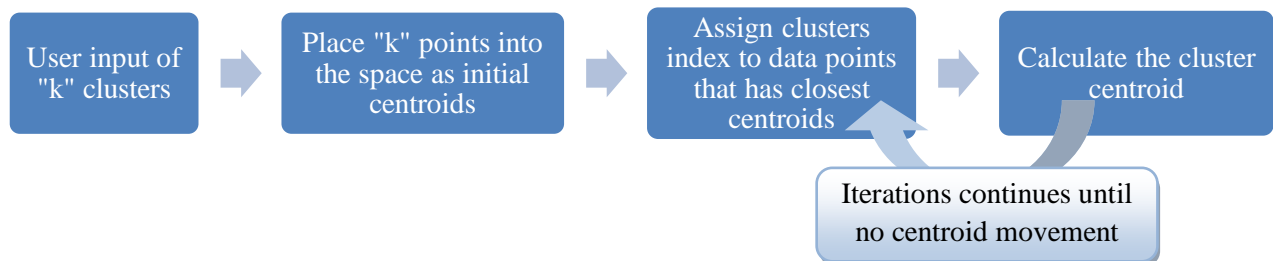 User input of
"k" clusters
Place "k" points into
the space as initial
centroids
Assign clusters
index to data points
that has closest
centroids
Calculate the cluster
centroid
Iterations continues until
no centroid movement